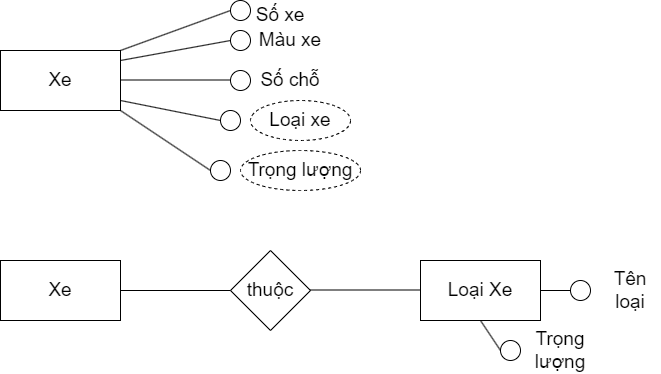 Số xe
Màu xe
Xe
Số chỗ
Loại xe
Trọng lượng
Xe
thuộc
Loại Xe
Tên
loại
Trọng
lượng